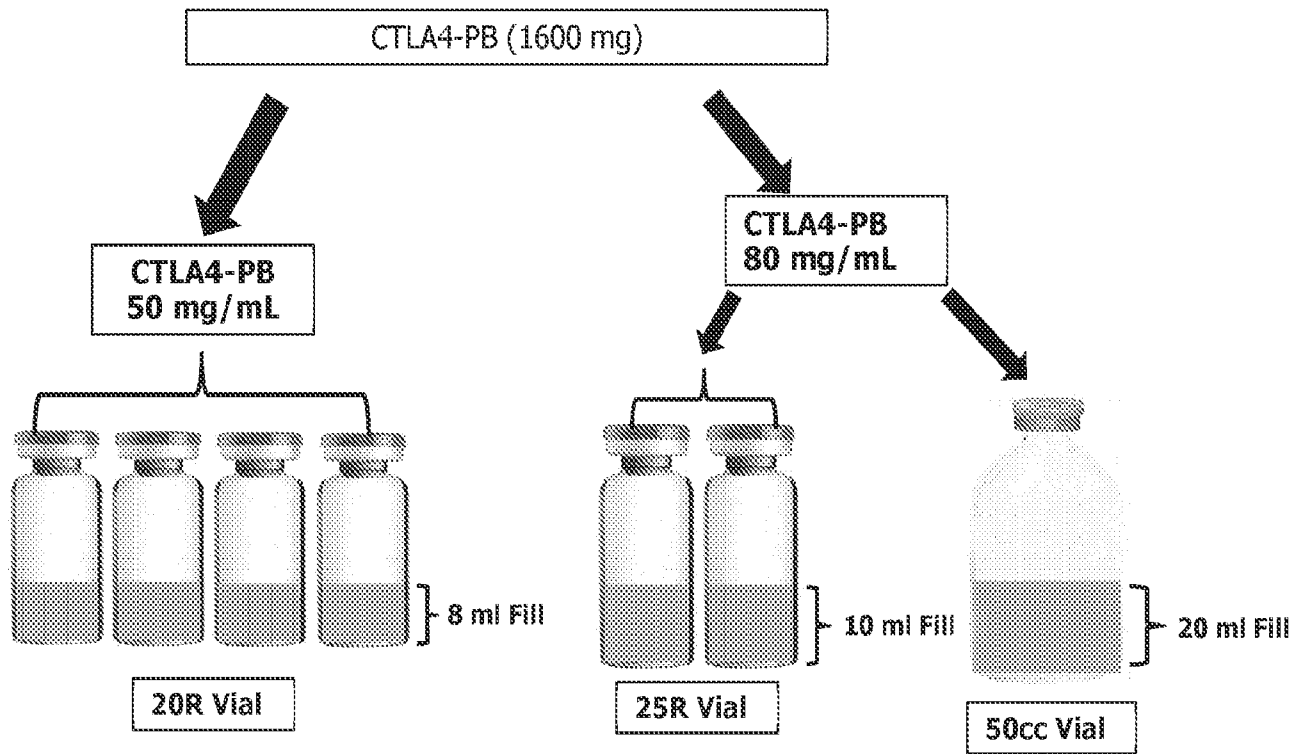 CTLA4-PB (1600 mg)
CTLA4-PB
50 mg/mL
CTLA4-PB
80 mg/mL
8 ml Fill
10 ml Fill
20 ml Fill
20R Vial
25R Vial
50cc Vial